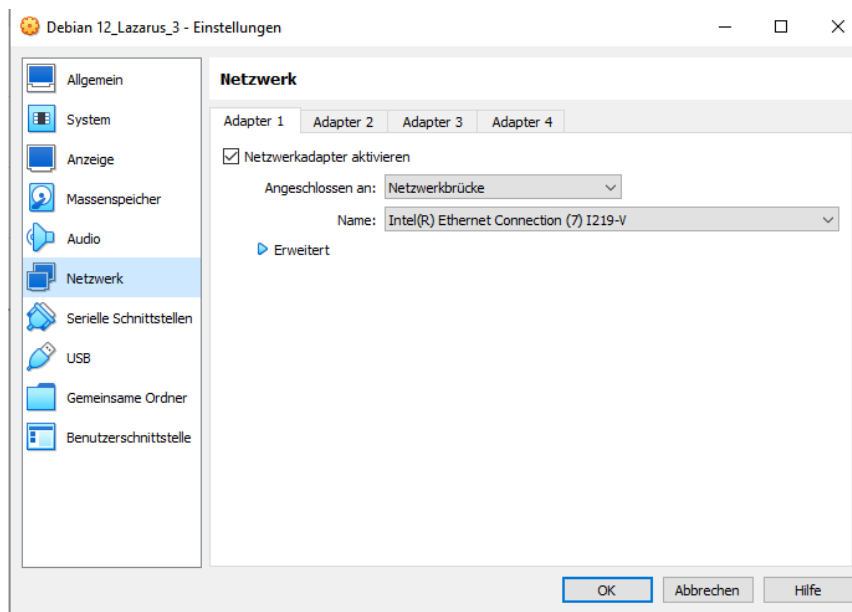 Debian 12_Lazarus_3 - Einstellungen
Allgemein
System
Anzeige
Massenspeicher
Audio
Netzwerk
Serielle Schnittstellen
USB
Gemeinsame Ordner
Benutzerschnittstelle
Netzwerk
Adapter 1 Adapter 2 Adapter 3 Adapter 4
Netzwerkadapter aktivieren
Angeschlossen an: Netzwerkbrücke
Name: Intel(R) Ethernet Connection (7) I219-V
Erweitert
OK Abbrechen Hilfe